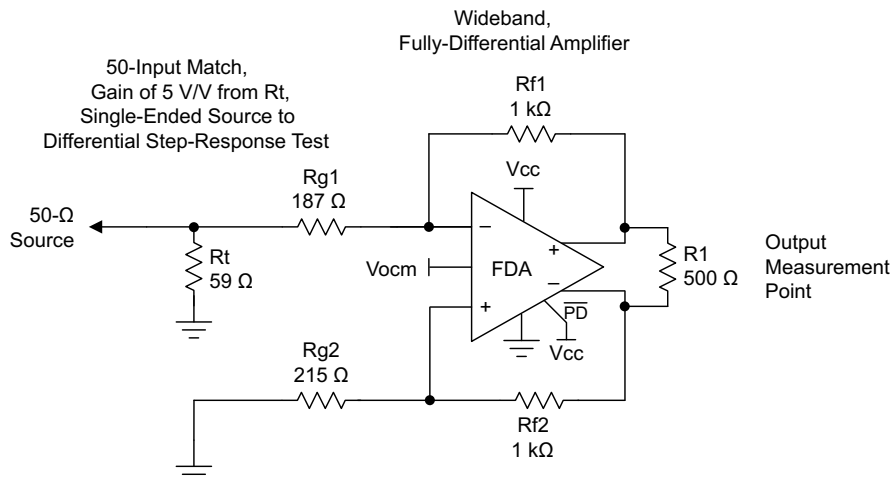 Wideband,
Fully-Differential Amplifier
50-Input Match,
Gain of 5 V/V from Rt,
Single-Ended Source to
Differential Step-Response Test
Rf1
1 kΩ
Rg1
187 Ω
Vcc
50-Ω
Source
Rt
59 Ω
−
+
Vocm
FDA
+
−
R1
500 Ω
Output
Measurement
Point
PD
Vcc
Rg2
215 Ω
Rf2
1 kΩ